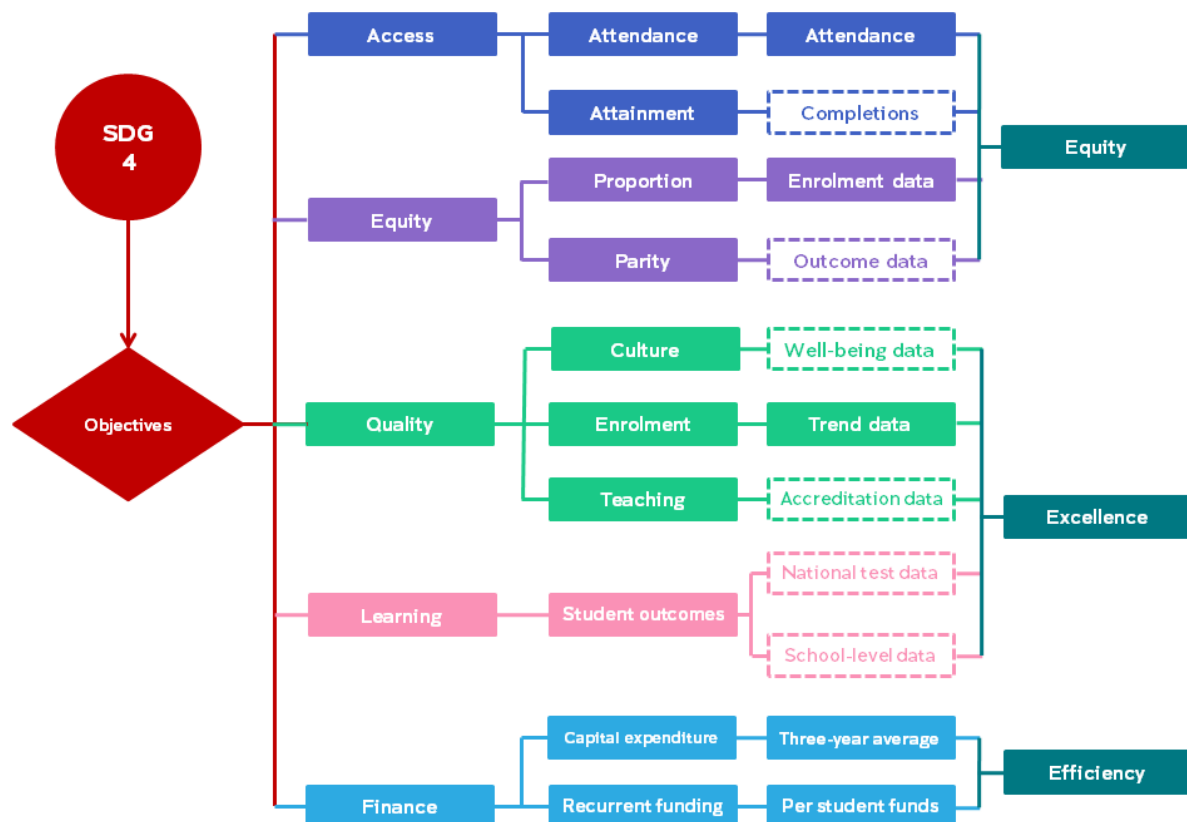 SDG
4
Objectives
Access
Attendance
Attendance
Attainment
Completions
Equity
Proportion
Enrolment data
Equity
Parity
Outcome data
Culture
Well-being data
Quality
Enrolment
Trend data
Teaching
Accreditation data
Excellence
National test data
Learning
Student outcomes
School-level data
Capital expenditure
Three-year average
Efficiency
Finance
Recurrent funding
Per student funds